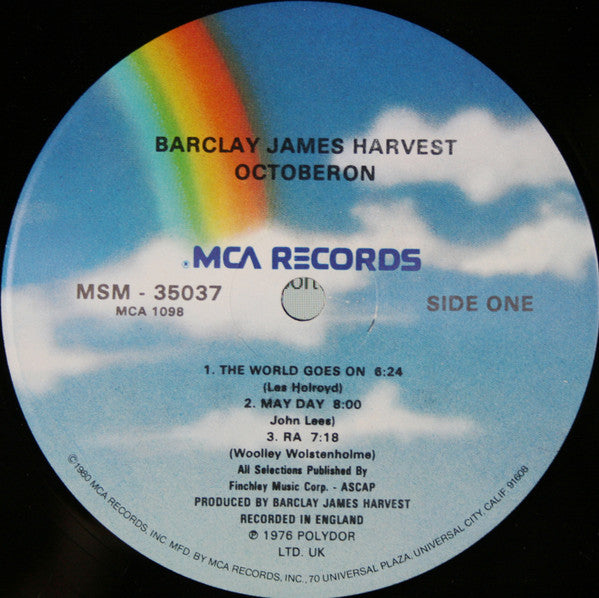 BARCLAY JAMES HARVEST
OCTOBERON
MCA RECORDS
MSM - 35037
MCA 1098
SIDE ONE
1. THE WORLD GOES ON 6:24
(Les Holroyd)
2. MAY DAY 8:00
John Lees)
3. RA 7:18
(Woolley Wolstenholme)
All Selections Published By
Finchley Music Corp. - ASCAP
PRODUCED BY BARCLAY JAMES HARVEST
RECORDED IN ENGLAND
℗ 1976 POLYDOR
LTD. UK
©1980 MCA RECORDS, INC. MFD. BY MCA RECORDS, INC., 70 UNIVERSAL PLAZA, UNIVERSAL CITY, CALIF. 91608